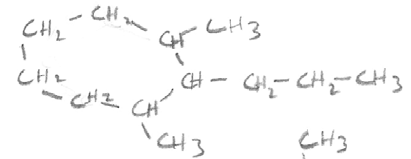 CH2 - CH2
CH - CH3
CH2
CH - CH2 - CH2 - CH3
CH2 - CH
CH3
CH3